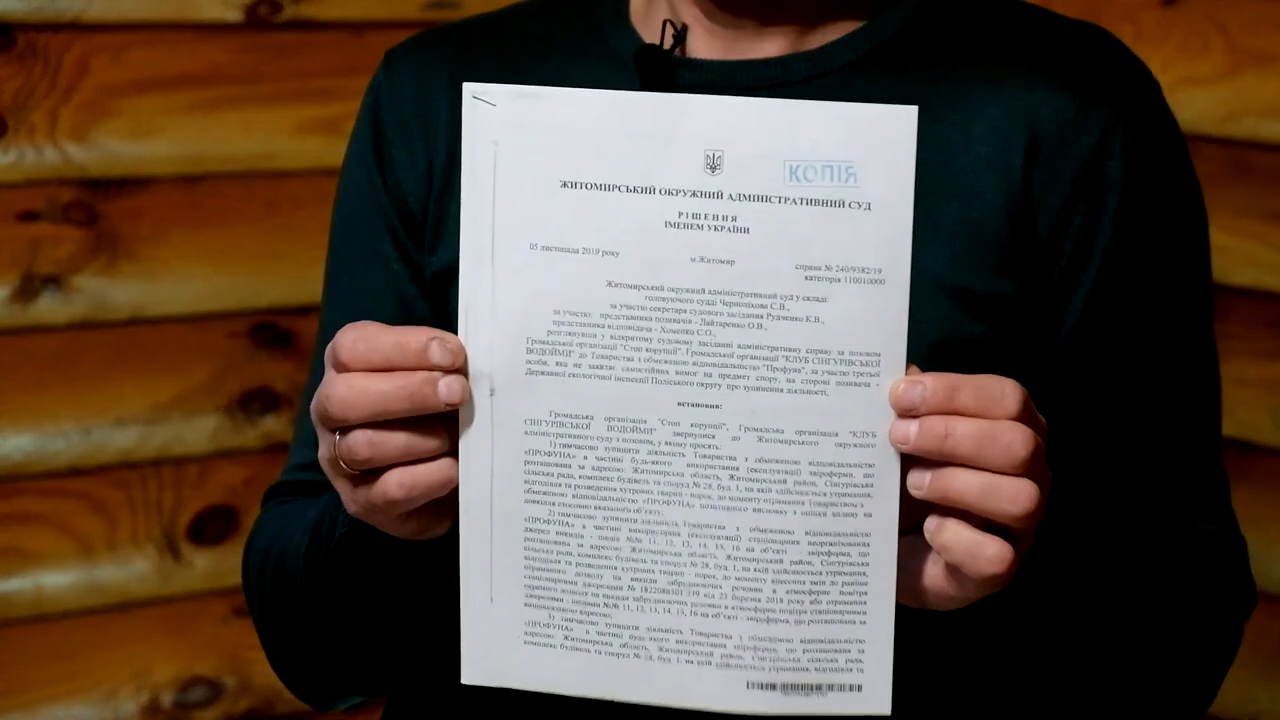 КОПІЯ
ЖИТОМИРСЬКИЙ ОКРУЖНИЙ АДМІНІСТРАТИВНИЙ СУД
Р І Ш Е Н Н Я
ІМЕНЕМ УКРАЇНИ
05 листопада 2019 року
м.Житомир
справа № 240/9382/19
категорія 110010000
Житомирський окружний адміністративний суд у складі:
головуючого судді Чернолїхова С.В.,
за участю секретаря судового засідання Рудченко К.В.,
за участю: представника позивачів - Лайтаренко О.В.,
представника відповідача - Хоменко С.О.,
розглянувши у відкритому судовому засіданні адміністративну справу за позовом
Громадської організації "Стоп корупції", Громадської організації "КЛУБ СІНГУРІВСЬКІ
ВОДОЙМИ" до Товариства з обмеженою відповідальністю "Профуна", за участю третьої
особи, яка не заявляє самостійних вимог на предмет спору, на стороні позивача -
Державної екологічної інспекції Поліського округу про зупинення діяльності,
встановив:
Громадська організація "Стоп корупції", Громадська організація "КЛУБ
СІНГУРІВСЬКІ ВОДОЙМИ" звернулися до Житомирського окружного
адміністративного суду з позовом, у якому просять:
1) тимчасово зупинити діяльність Товариства з обмеженою відповідальністю
«ПРОФУНА» в частині будь-якого використання (експлуатації) звіроферми, що
розташована за адресою: Житомирська область, Житомирський район, Сінгурівська
сільська рада, комплекс будівель та споруд № 28, буд. 1, на якій здійснюється утримання,
відгодівля та розведення хутрових тварин - норок, до моменту отримання Товариством з
обмеженою відповідальністю «ПРОФУНА» позитивного висновку з оцінки впливу на
довкілля стосовно вказаного об'єкту;
2) тимчасово зупинити діяльність Товариства з обмеженою відповідальністю
«ПРОФУНА» в частині використання (експлуатації) стаціонарних неорганізованих
джерел викидів - шедів №№ 11, 12, 13, 14, 15, 16 на об'єкті - звіроферма, що
розташована за адресою: Житомирська область, Житомирський район, Сінгурівська
сільська рада, комплекс будівель та споруд № 28, буд. 1, на якій здійснюється утримання,
відгодівля та розведення хутрових тварин - норок, до моменту внесення змін до раніше
отриманого дозволу на викиди забруднюючих речовин в атмосферне повітря
стаціонарними джерелами № 1822086501 від 23 березня 2018 року або отримання
окремого дозволу на викиди забруднюючих речовин в атмосферне повітря стаціонарними
джерелами - шедами №№ 11, 12, 13, 14, 15, 16 на об'єкті - звіроферма, що розташована за
вищевказаною адресою;
3) тимчасово зупинити діяльність Товариства з обмеженою відповідальністю
«ПРОФУНА» в частині будь-якого використання (експлуатації) звіроферми, що розташована за
адресою: Житомирська область, Житомирський район, Сінгурівська сільська рада,
комплекс будівель та споруд № 28, буд. 1, на якій здійснюється утримання, відгодівля та